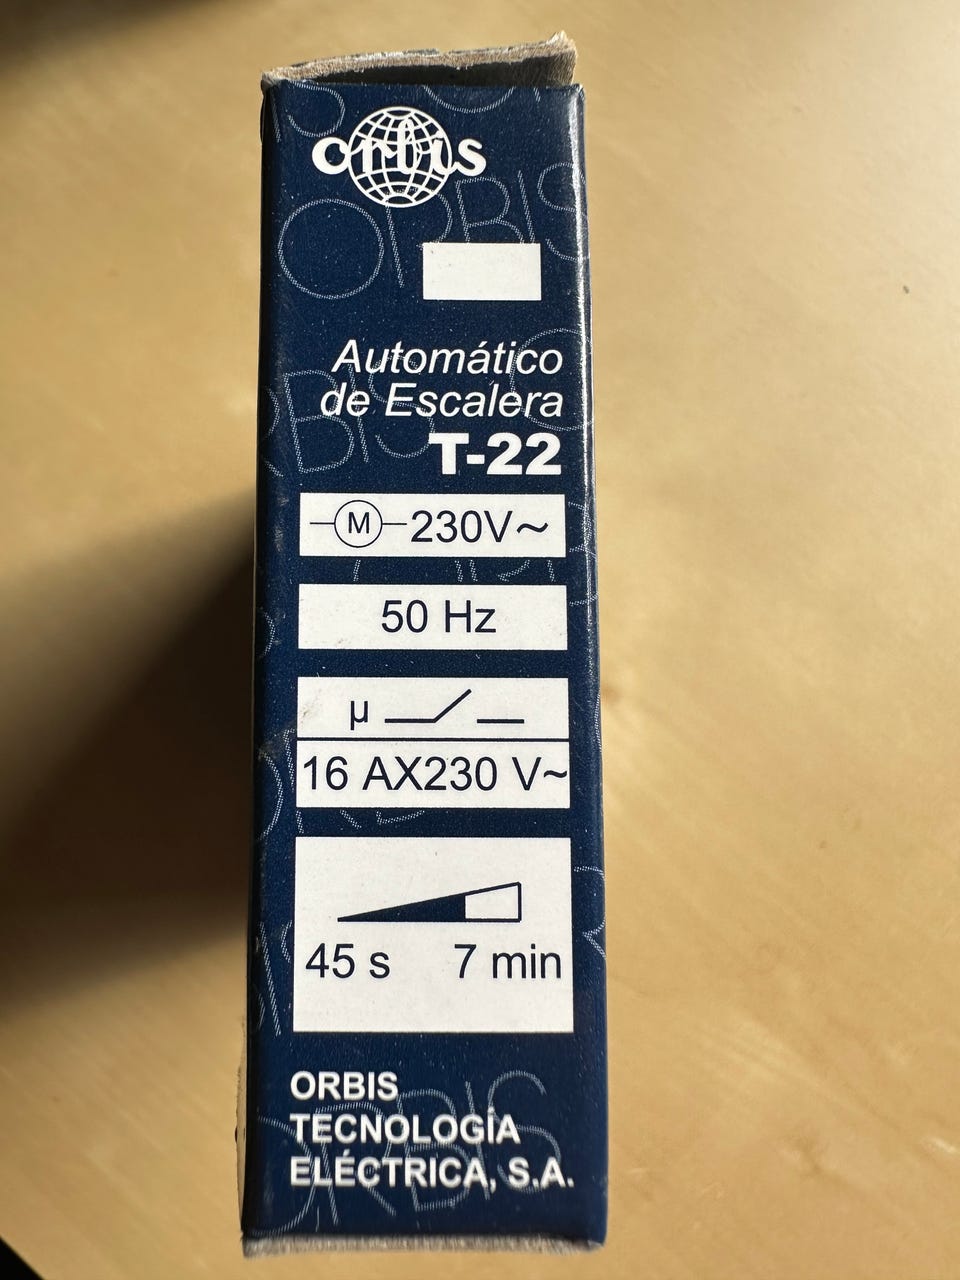 orbis
Automático
de Escalera
T-22
M 230V~
50 Hz
µ
16 AX230 V~
45 s 7 min
ORBIS
TECNOLOGÍA
ELÉCTRICA, S.A.